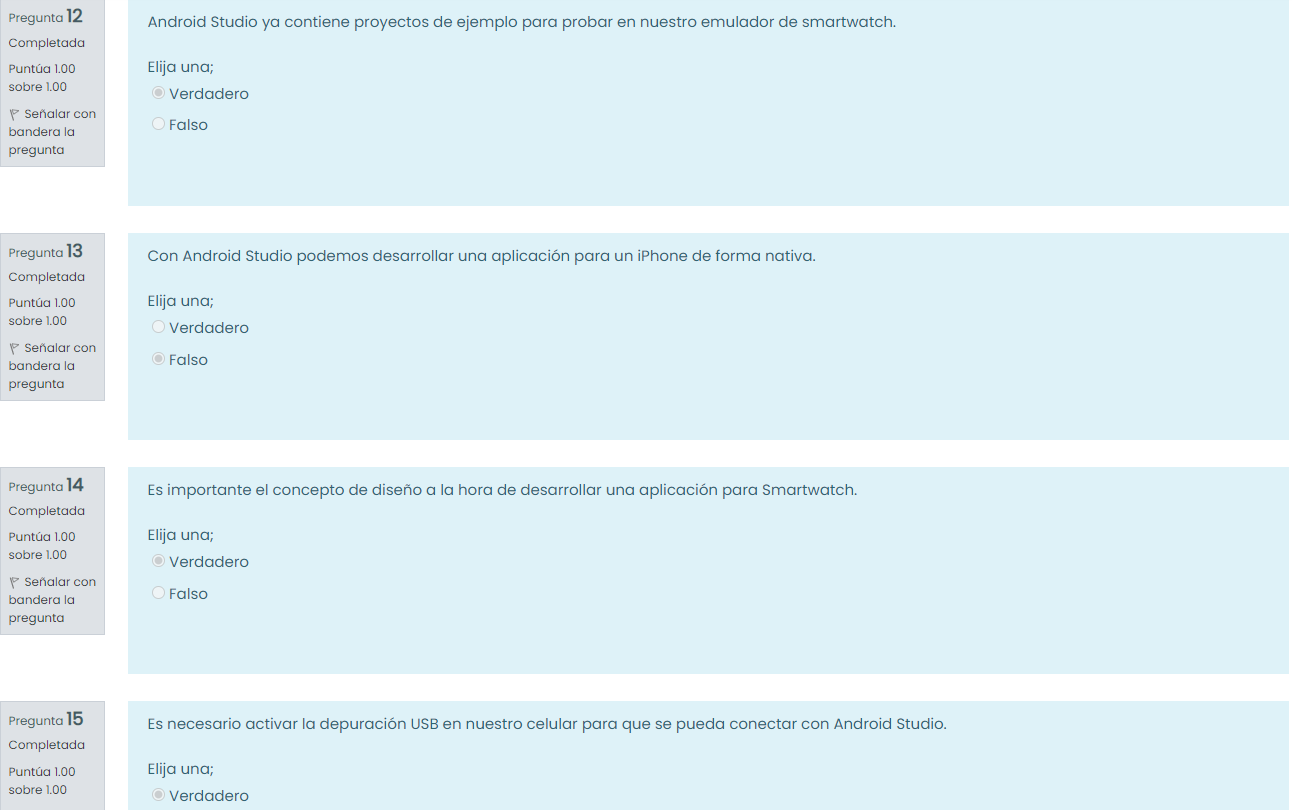 Pregunta 12
Completada
Puntúa 1.00
sobre 1.00
Señalar con
bandera la
pregunta
Android Studio ya contiene proyectos de ejemplo para probar en nuestro emulador de smartwatch.
Elija una;
Verdadero
Falso
Pregunta 13
Completada
Puntúa 1.00
sobre 1.00
Señalar con
bandera la
pregunta
Con Android Studio podemos desarrollar una aplicación para un iPhone de forma nativa.
Elija una;
Verdadero
Falso
Pregunta 14
Completada
Puntúa 1.00
sobre 1.00
Señalar con
bandera la
pregunta
Es importante el concepto de diseño a la hora de desarrollar una aplicación para Smartwatch.
Elija una;
Verdadero
Falso
Pregunta 15
Completada
Puntúa 1.00
sobre 1.00
Es necesario activar la depuración USB en nuestro celular para que se pueda conectar con Android Studio.
Elija una;
Verdadero